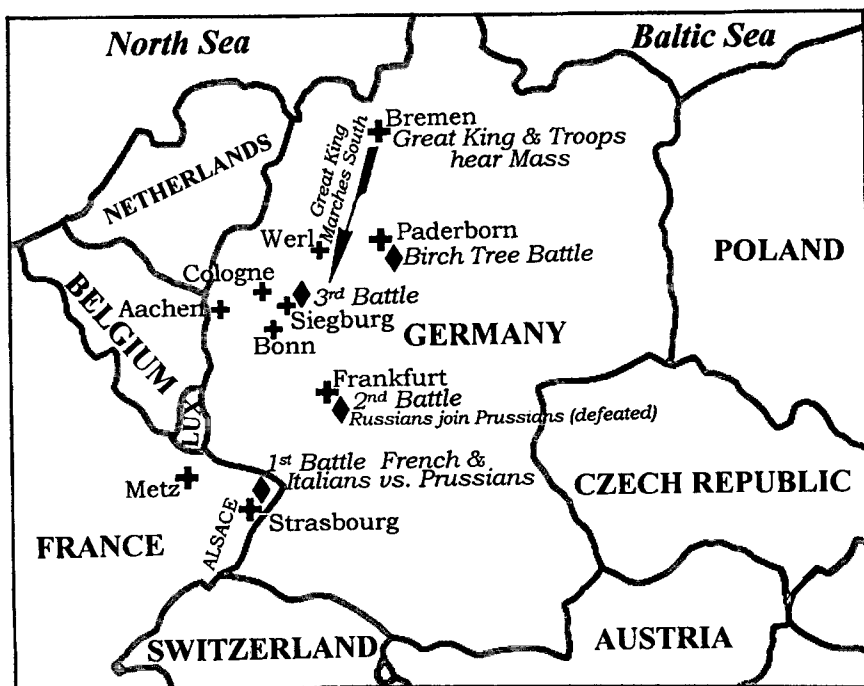 North Sea
Baltic Sea
Bremen
Great King & Troops
hear Mass
Great King
Marches South
NETHERLANDS
Werl
Paderborn
Birch Tree Battle
POLAND
Cologne
3rd Battle
Aachen
Siegburg
BELGIUM
Bonn
GERMANY
Frankfurt
2nd Battle
Russians join Prussians (defeated)
LUX
1st Battle French &
Italians vs. Prussians
Metz
CZECH REPUBLIC
Strasbourg
ALSACE
FRANCE
SWITZERLAND
AUSTRIA